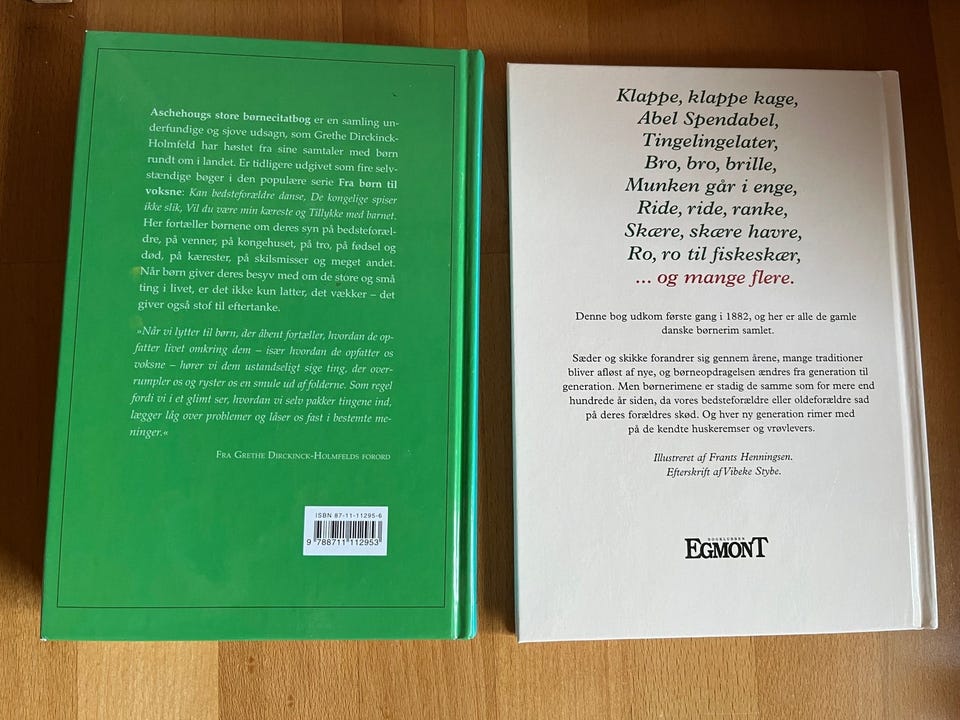 Aschehougs store børnecitatbog er en samling un-
derfundige og sjove udsagn, som Grethe Dirckinck-
Holmfeld har høstet fra sine samtaler med børn
rundt om i landet. Er tidligere udgivet som fire selv-
stændige bøger i den populære serie Fra børn til
voksne: Kan bedsteforældre danse, De kongelige spiser
ikke slik, Vil du være min kæreste og Tillykke med barnet.
Her fortæller børnene om deres syn på bedsteforæl-
dre, på venner, på kongehuset, på tro, på fødsel og
død, på kærester, på skilsmisser og meget andet.
Når børn giver deres besyv med om de store og små
ting i livet, er det ikke kun latter, det vækker – det
giver også stof til eftertanke.
»Når vi lytter til børn, der åbent fortæller, hvordan de op-
fatter livet omkring dem – især hvordan de opfatter os
voksne – hører vi dem ustandseligt sige ting, der over-
rumpler os og ryster os en smule ud af folderne. Som regel
fordi vi i et glimt ser, hvordan vi selv pakker tingene ind,
lægger låg over problemer og låser os fast i bestemte me-
ninger.«
Fra Grethe Dirckinck-Holmfelds forord
ISBN 87-11-11295-6
9 788711 112953
Klappe, klappe kage,
Abel Spendabel,
Tingelingelater,
Bro, bro, brille,
Munken går i enge,
Ride, ride, ranke,
Skære, skære havre,
Ro, ro til fiskeskær,
... og mange flere.
Denne bog udkom første gang i 1882, og her er alle de gamle
danske børnerim samlet.
Sæder og skikke forandrer sig gennem årene, mange traditioner
bliver afløst af nye, og børneopdragelsen ændres fra generation til
generation. Men børnerimene er stadig de samme som for mere end
hundrede år siden, da vores bedsteforældre eller oldeforældre sad
på deres forældres skød. Og hver ny generation rimer med
på de kendte huskeremser og vrøvlevers.
Illustreret af Frants Henningsen.
Efterskrift af Vibeke Stybe.
BOGKLUBBEN
EGMONT